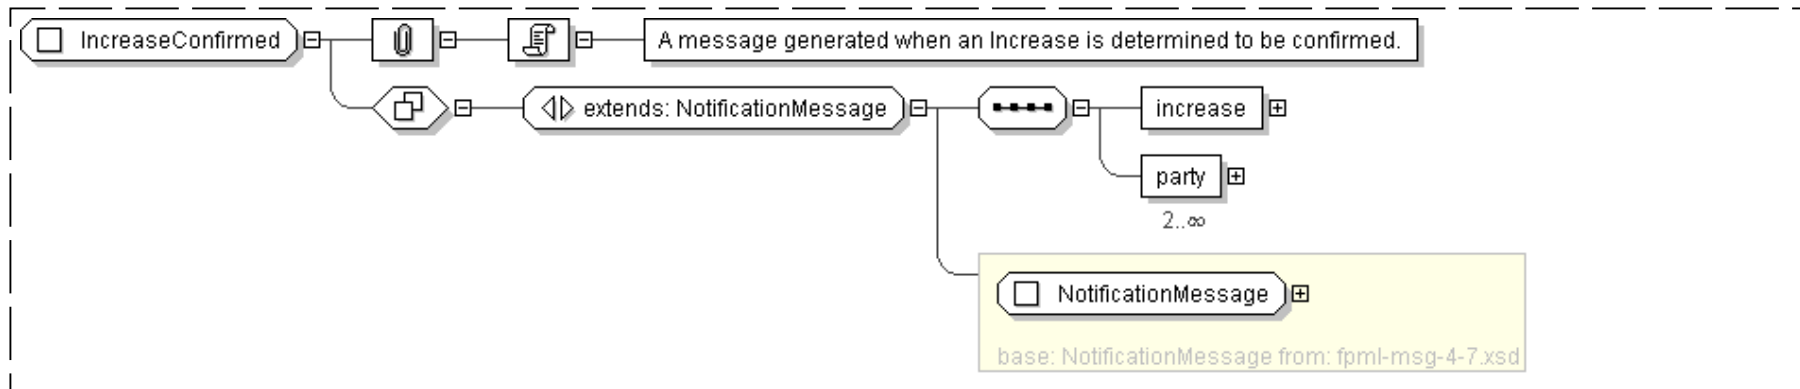 IncreaseConfirmed
A message generated when an Increase is determined to be confirmed.
extends: NotificationMessage
increase
party
2..∞
NotificationMessage
base: NotificationMessage from: fpml-msg-4-7.xsd